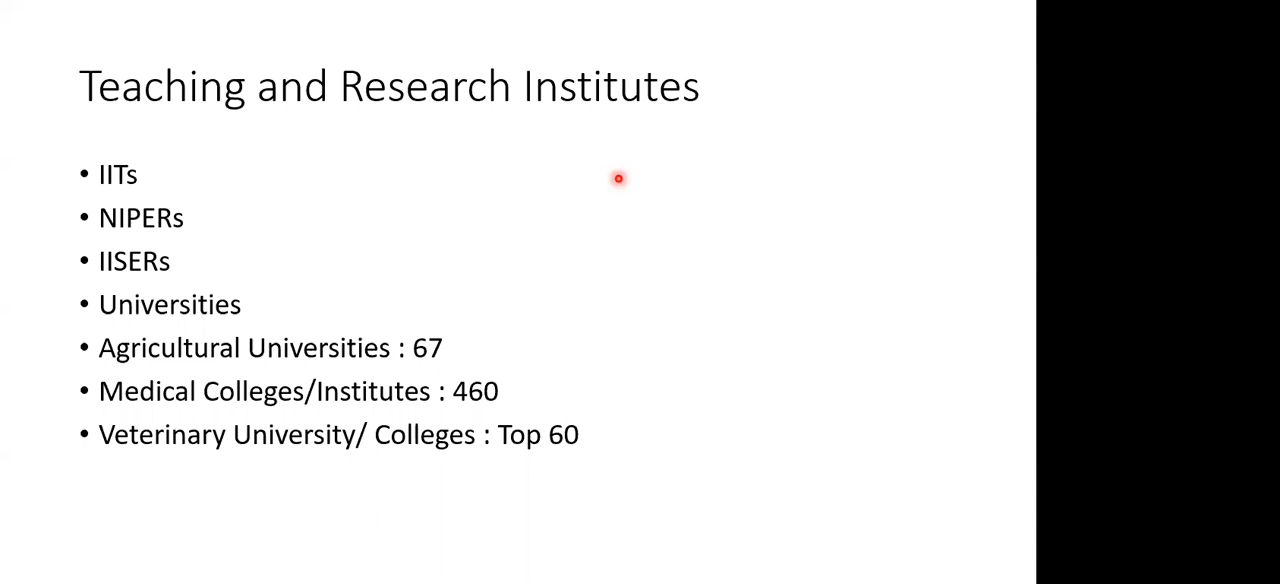 Teaching and Research Institutes
• IITs
• NIPERs
• IISERs
• Universities
• Agricultural Universities : 67
• Medical Colleges/Institutes : 460
• Veterinary University/ Colleges : Top 60